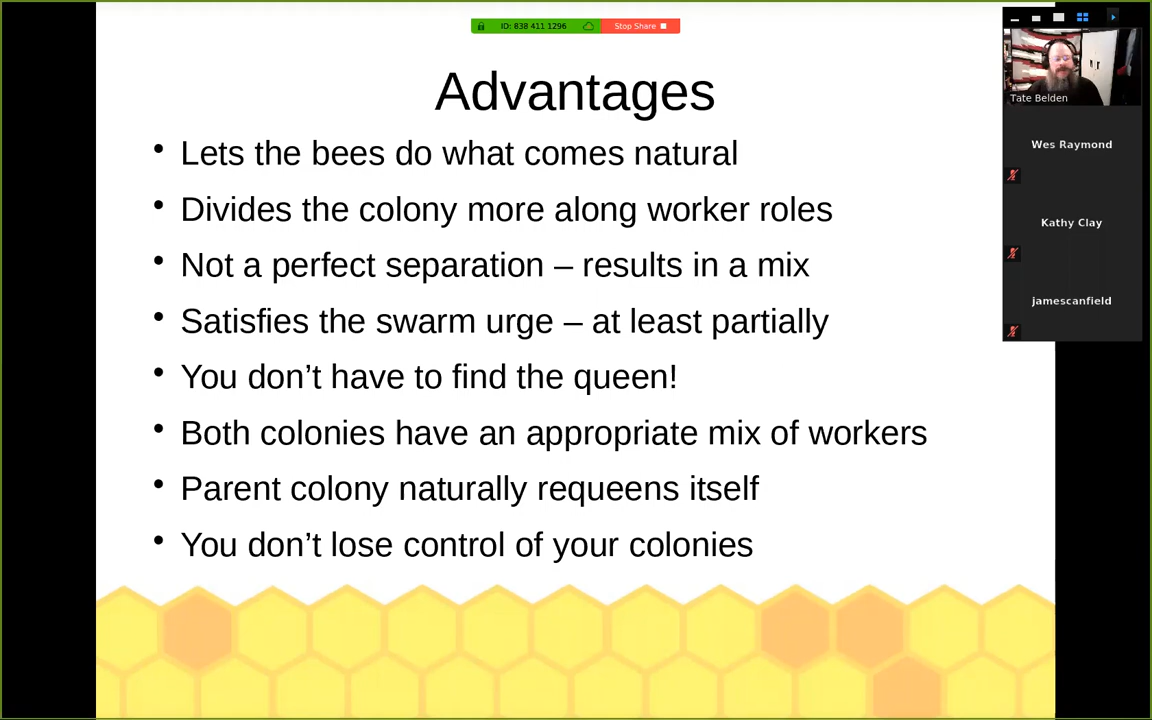 ID: 838 411 1296
Stop Share
Advantages
• Lets the bees do what comes natural
• Divides the colony more along worker roles
• Not a perfect separation – results in a mix
• Satisfies the swarm urge – at least partially
• You don’t have to find the queen!
• Both colonies have an appropriate mix of workers
• Parent colony naturally requeens itself
• You don’t lose control of your colonies
Tate Belden
Wes Raymond
Kathy Clay
jamescanfield